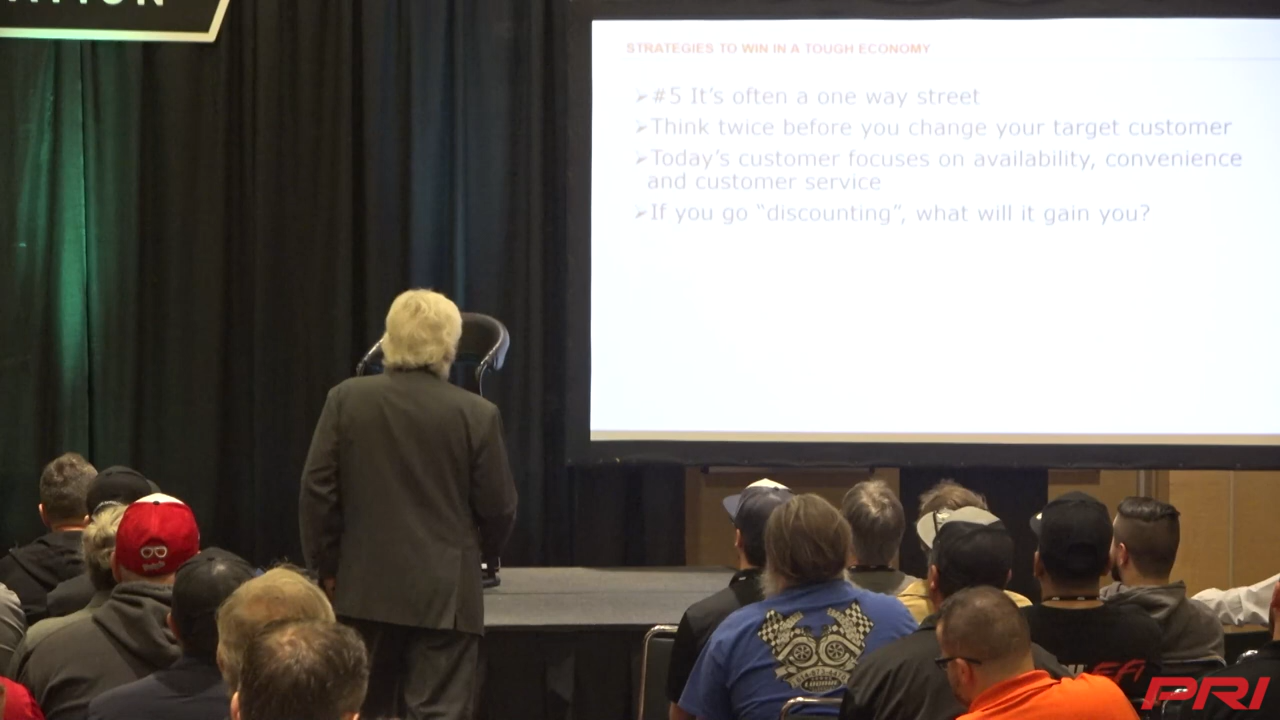 STRATEGIES TO WIN IN A TOUGH ECONOMY
➢#5 It's often a one way street
➢Think twice before you change your target customer
➢Today's customer focuses on availability, convenience
and customer service
➢If you go “discounting”, what will it gain you?
PRI